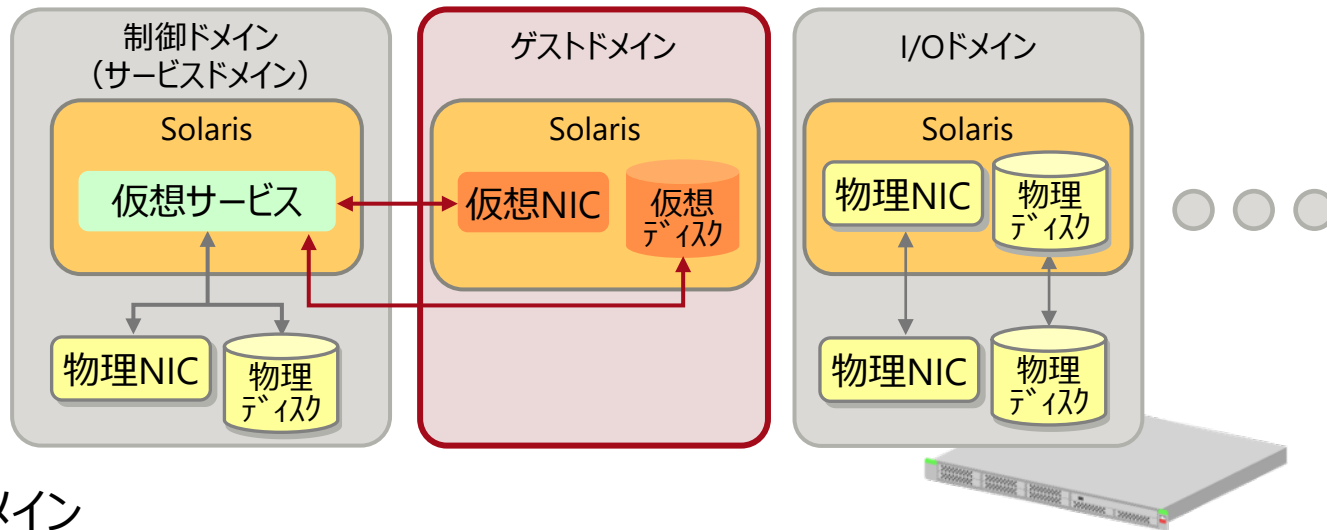 制御ドメイン
（サービスドメイン）
Solaris
仮想サービス
物理NIC
物理
ディスク
ゲストドメイン
Solaris
仮想NIC
仮想
ディスク
I/Oドメイン
Solaris
物理NIC
物理
ディスク
物理NIC
物理
ディスク
メイン